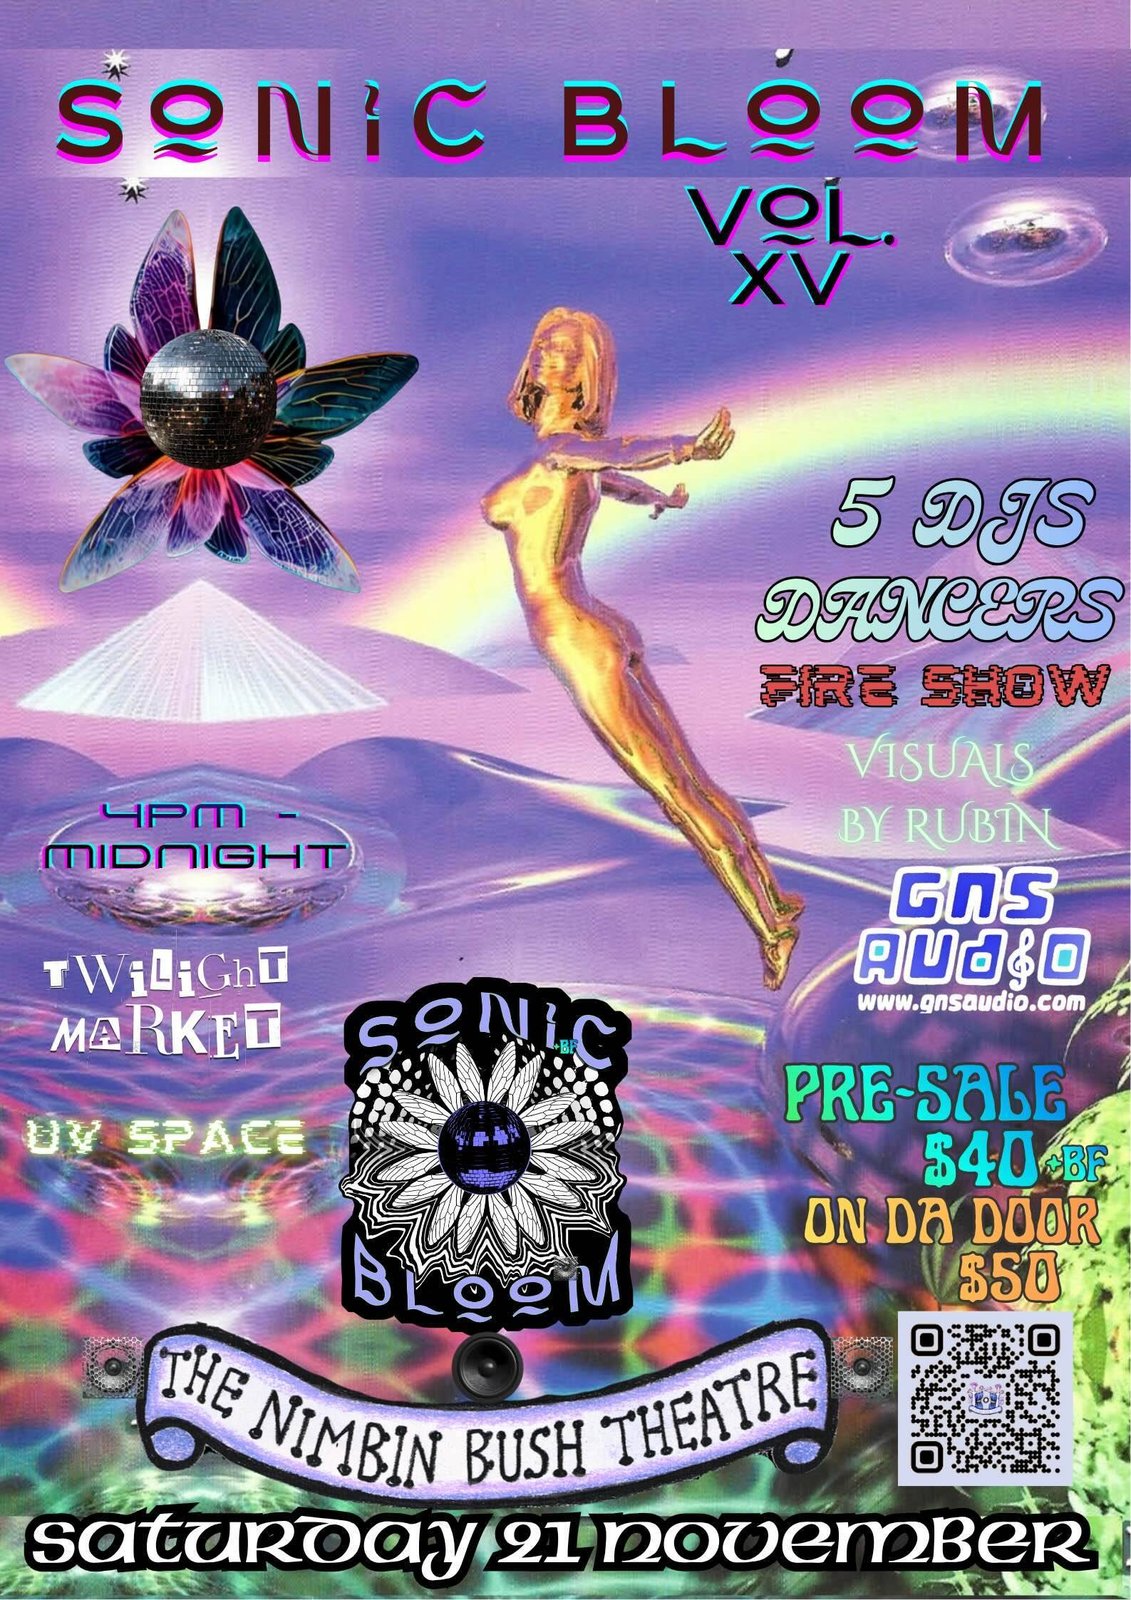 SONIC BLOOM
VOL.
XV
5 DJS
DANCERS
FIRE SHOW
VISUALS
BY RUBIN
GNS
AUDIO
www.gnsaudio.com
4PM -
MIDNIGHT
TWILIGHT
MARKET
UV SPACE
SONIC
+BF
BLOOM
PRE-SALE
$40 +BF
ON DA DOOR
$50
THE NIMBIN BUSH THEATRE
SATURDAY 21 NOVEMBER